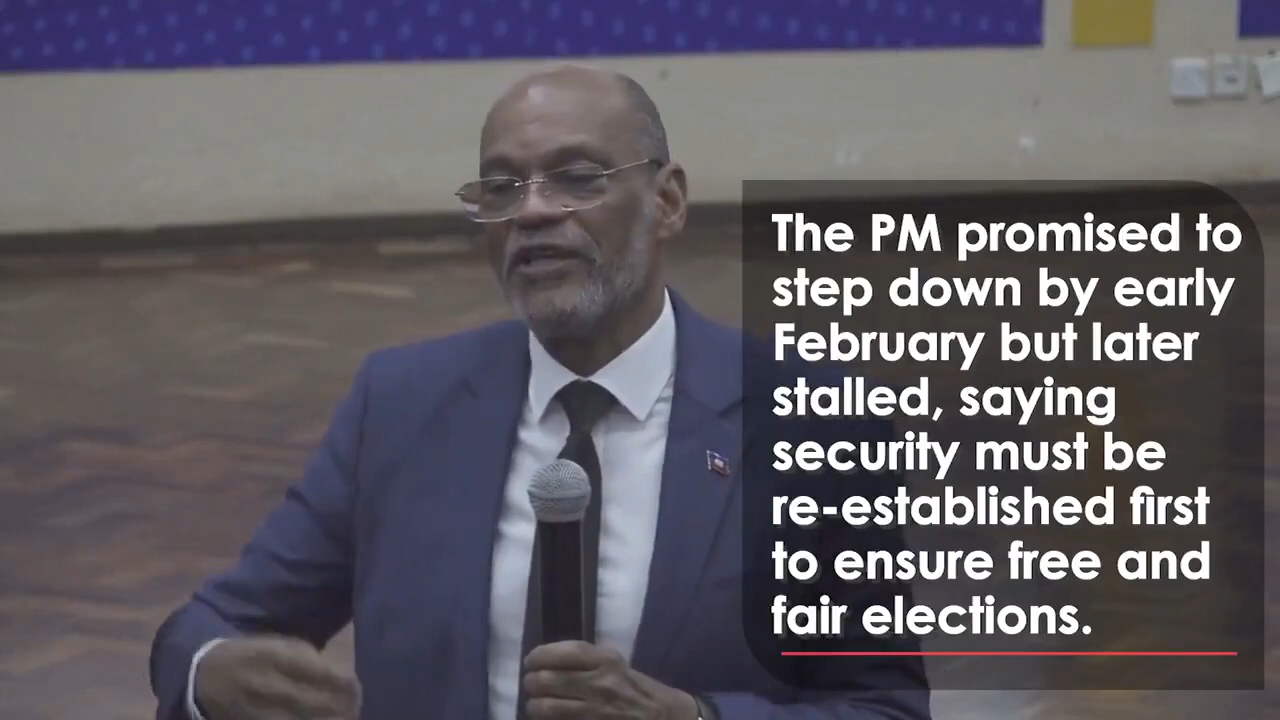 The PM promised to
step down by early
February but later
stalled, saying
security must be
re-established first
to ensure free and
fair elections.